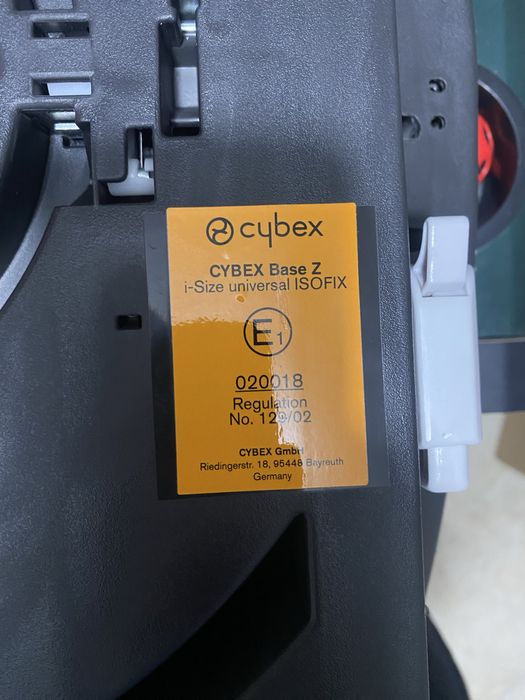 cybex
CYBEX Base Z
i-Size universal ISOFIX
E1
020018
Regulation
No. 129/02
CYBEX GmbH
Riedingerstr. 18, 95448 Bayreuth
Germany